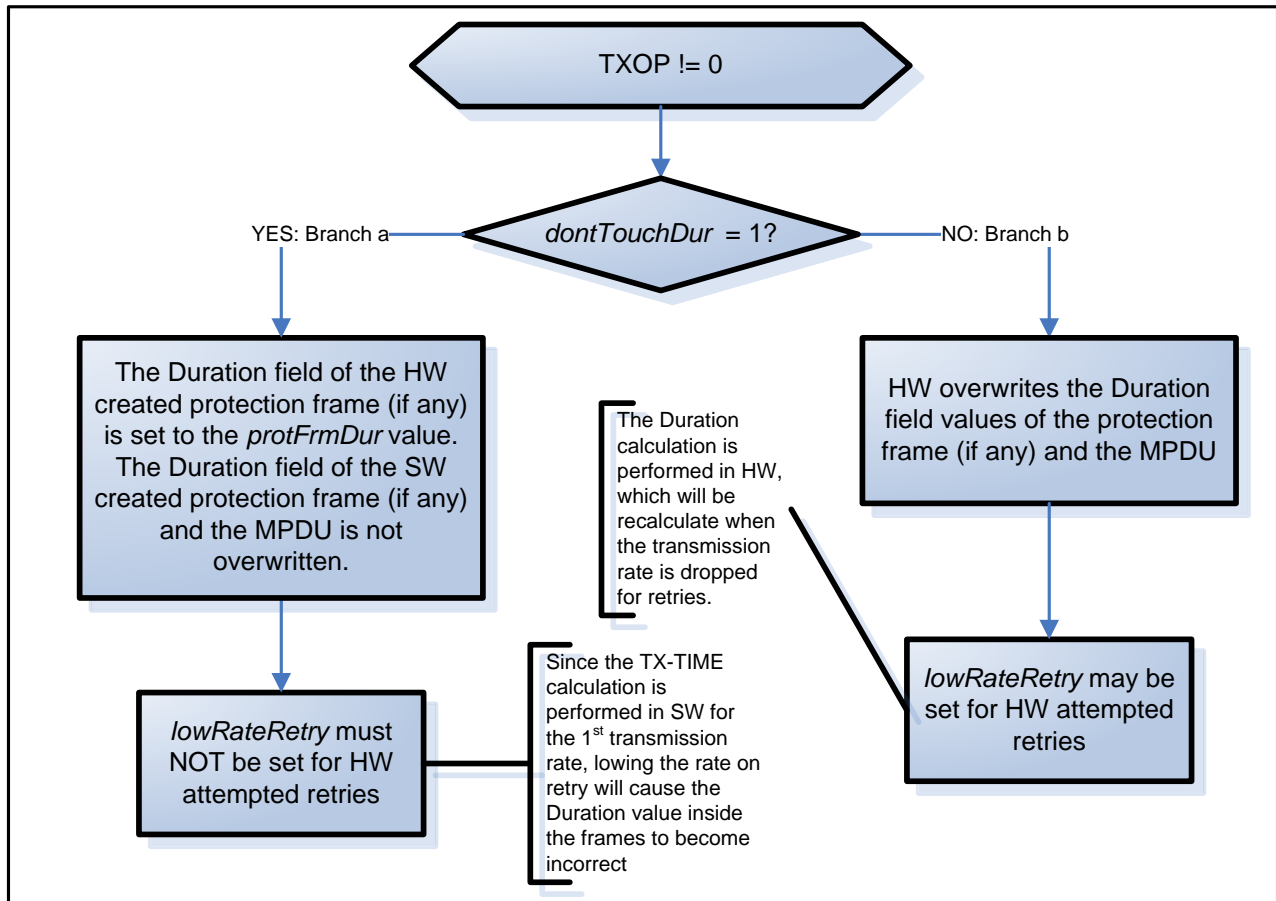 TXOP != 0
dontTouchDur = 1?
YES: Branch a
NO: Branch b
The Duration field of the HW
created protection frame (if any)
is set to the protFrmDur value.
The Duration field of the SW
created protection frame (if any)
and the MPDU is not
overwritten.
HW overwrites the Duration
field values of the protection
frame (if any) and the MPDU
The Duration
calculation is
performed in HW,
which will be
recalculate when
the transmission
rate is dropped
for retries.
lowRateRetry must
NOT be set for HW
attempted retries
Since the TX-TIME
calculation is
performed in SW for
the 1st transmission
rate, lowing the rate on
retry will cause the
Duration value inside
the frames to become
incorrect
lowRateRetry may be
set for HW attempted
retries